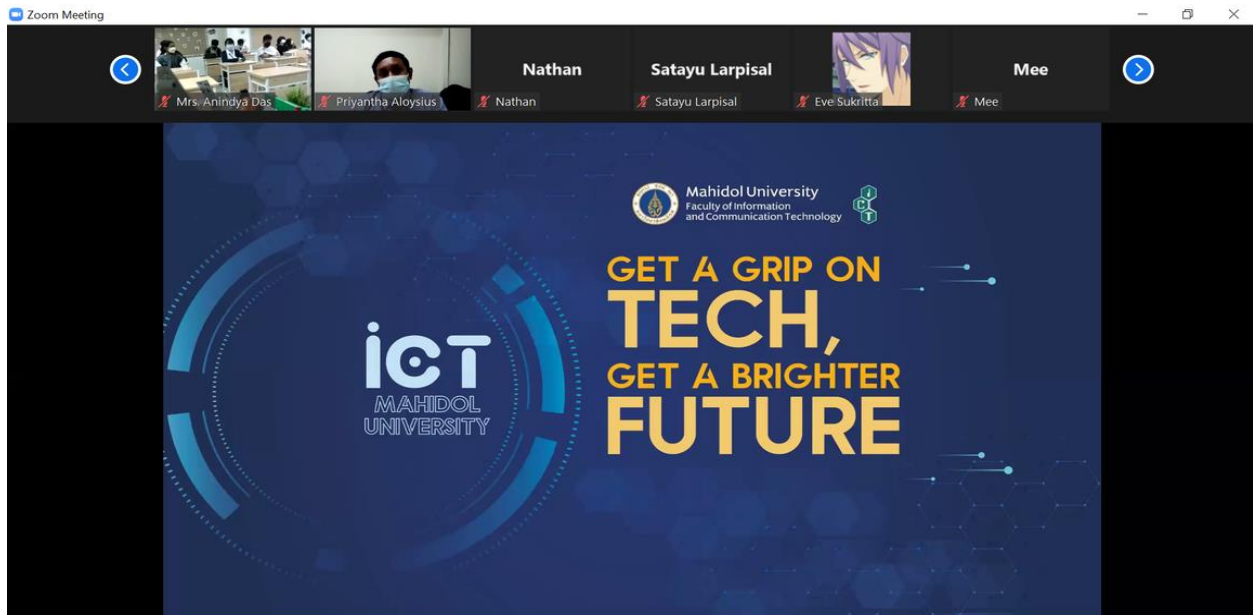 Zoom Meeting
Nathan
Satayu Larpisal
Mee
Mrs. Anindya Das
Priyantha Aloysius
Nathan
Satayu Larpisal
Eve Sukritta
Mee
Mahidol University
Faculty of Information
and Communication Technology
ICT
GET A GRIP ON
TECH,
GET A BRIGHTER
FUTURE
iCT
MAHIDOL
UNIVERSITY